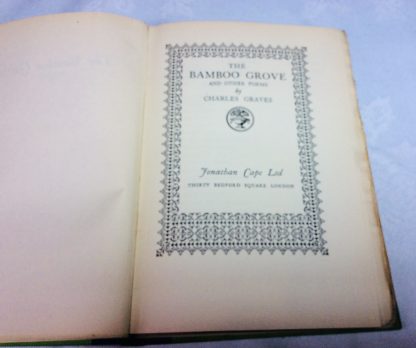 THE
BAMBOO GROVE
AND OTHER POEMS
by
CHARLES GRAVES
Jonathan Cape Ltd
THIRTY BEDFORD SQUARE LONDON